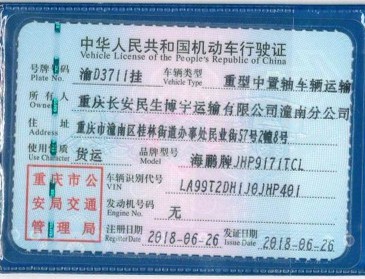 中华人民共和国机动车行驶证
Vehicle License of the People's Republic of China
号牌号码 渝D3711挂 车辆类型 重型中置轴车辆运输
Plate No. Vehicle Type
所有人 重庆长安民生博宇运输有限公司潼南分公司
Owner
住址 重庆市潼南区桂林街道办事处民业街57号2幢8号
Address
使用性质 货运 品牌型号 海鹏牌JHP9171TCL
Use Character Model
重庆市公安局交通管理局
车辆识别代号 LA99T2DH1J0JHP401
VIN
发动机号码 无
Engine No.
注册日期 2018-06-26 发证日期 2018-06-26
Register Date Issue Date